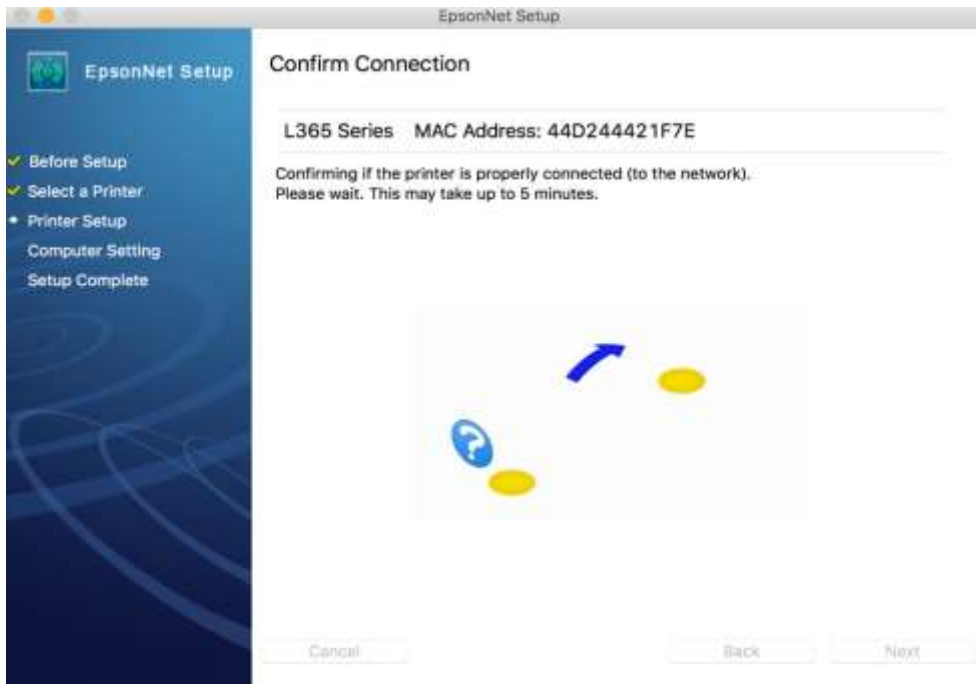 EpsonNet Setup
EpsonNet Setup
Confirm Connection
L365 Series MAC Address: 44D244421F7E
Before Setup
Select a Printer
Printer Setup
Computer Setting
Setup Complete
Confirming if the printer is properly connected (to the network).
Please wait. This may take up to 5 minutes.
?
Cancel
Back
Next